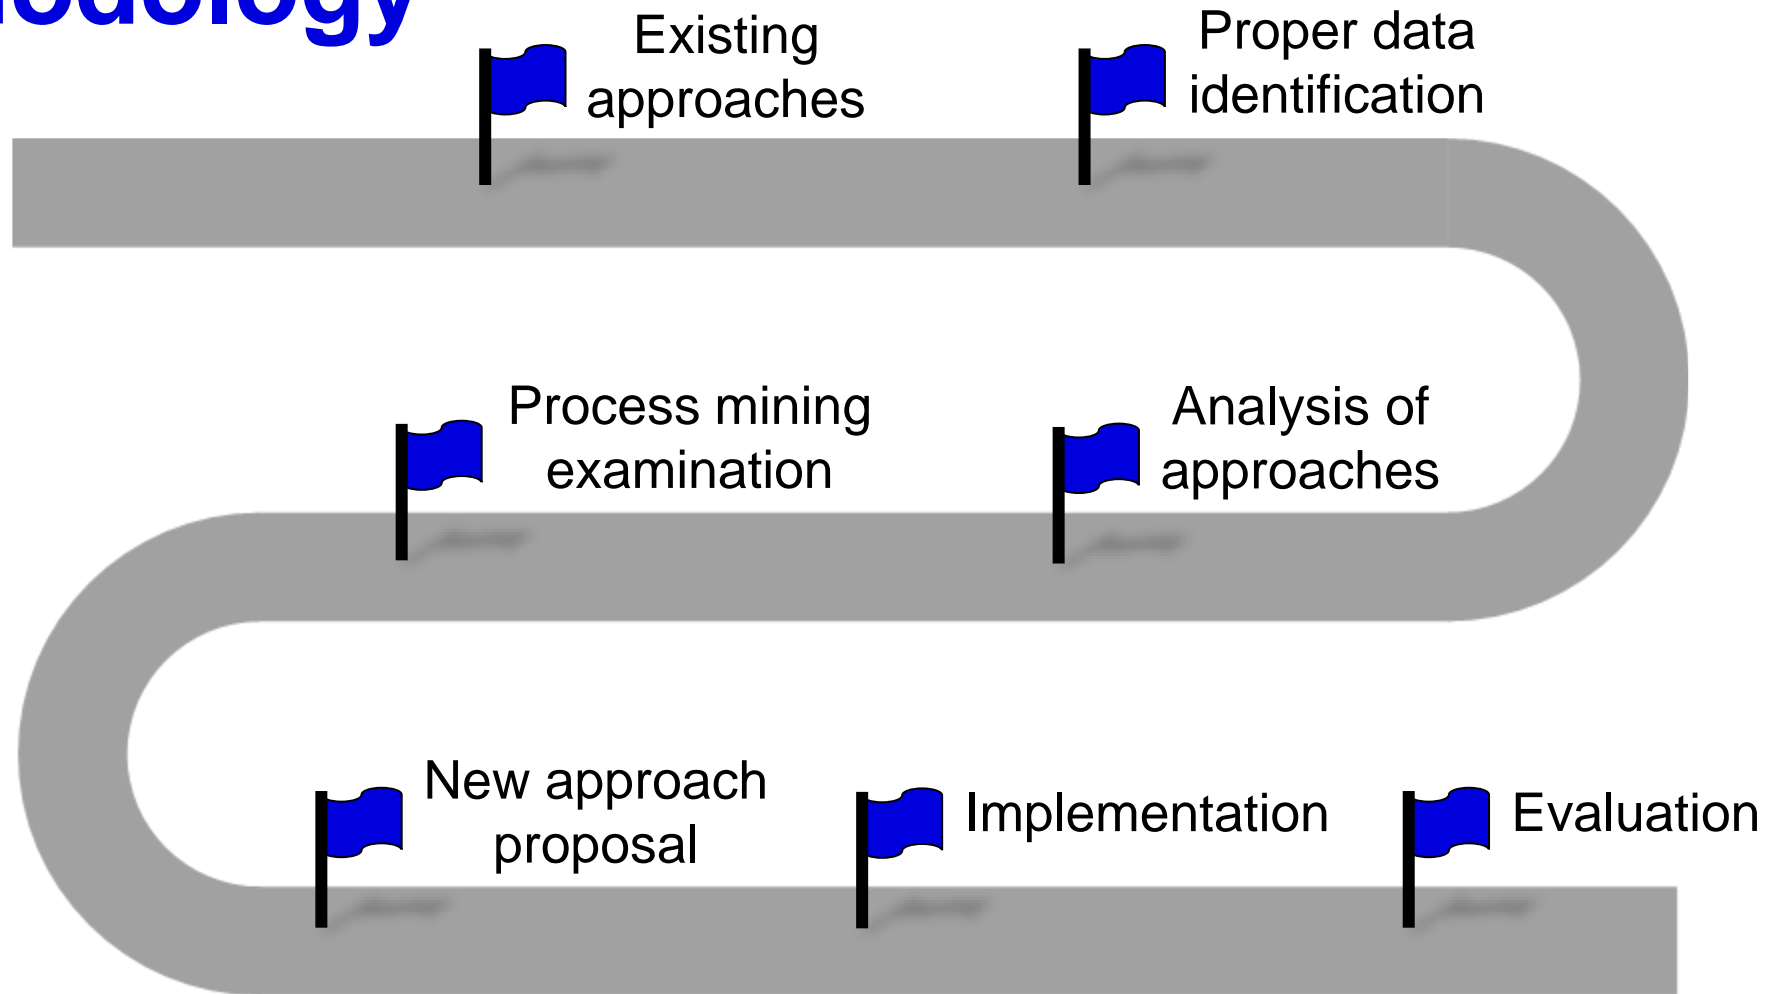 Existing
approaches
Proper data
identification
Process mining
examination
Analysis of
approaches
New approach
proposal
Implementation
Evaluation